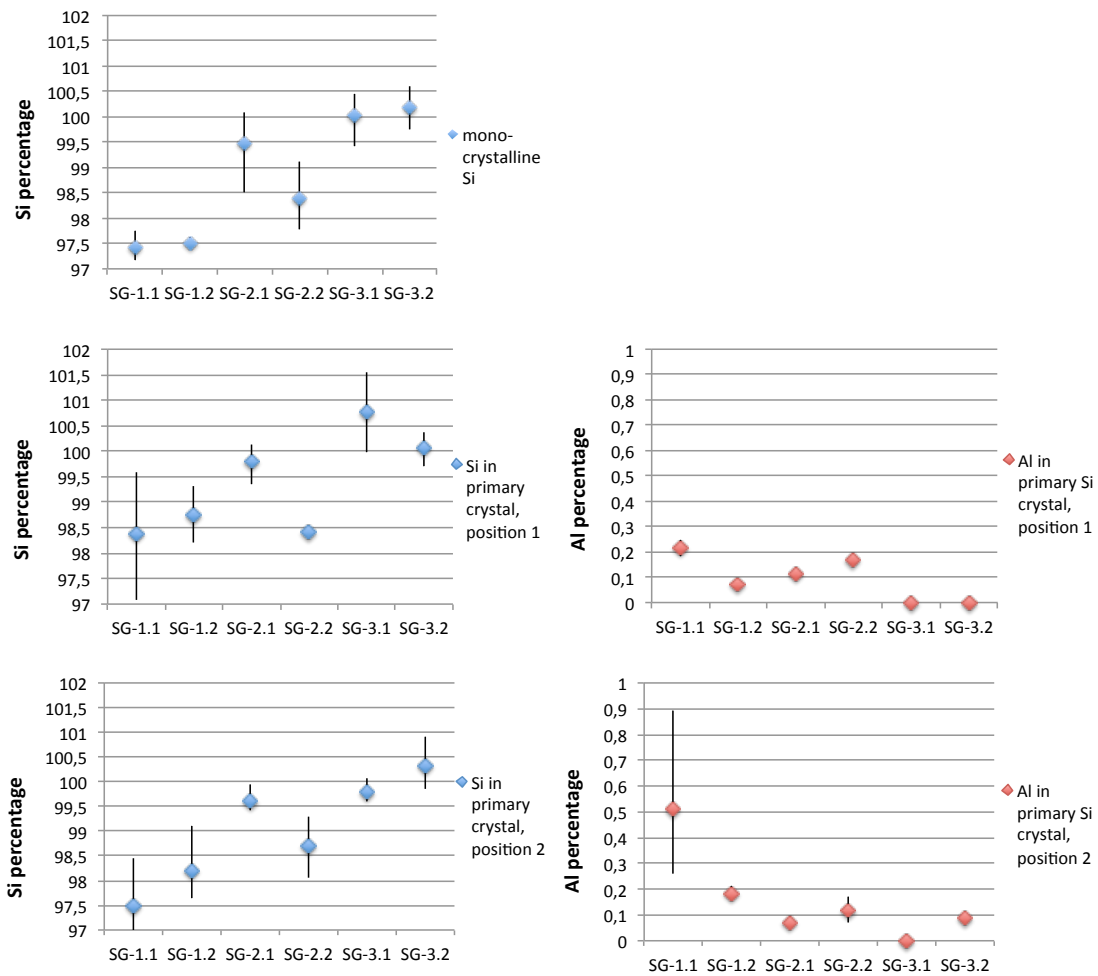 102
101,5
101
100,5
100
99,5
99
98,5
98
97,5
97
Si percentage
SG-1.1 SG-1.2 SG-2.1 SG-2.2 SG-3.1 SG-3.2
mono-
crystalline
Si
102
101,5
101
100,5
100
99,5
99
98,5
98
97,5
97
Si percentage
SG-1.1 SG-1.2 SG-2.1 SG-2.2 SG-3.1 SG-3.2
Si in
primary
crystal,
position 1
1
0,9
0,8
0,7
0,6
0,5
0,4
0,3
0,2
0,1
0
Al percentage
SG-1.1 SG-1.2 SG-2.1 SG-2.2 SG-3.1 SG-3.2
Al in
primary Si
crystal,
position 1
102
101,5
101
100,5
100
99,5
99
98,5
98
97,5
97
Si percentage
SG-1.1 SG-1.2 SG-2.1 SG-2.2 SG-3.1 SG-3.2
Si in
primary
crystal,
position 2
1
0,9
0,8
0,7
0,6
0,5
0,4
0,3
0,2
0,1
0
Al percentage
SG-1.1 SG-1.2 SG-2.1 SG-2.2 SG-3.1 SG-3.2
Al in
primary Si
crystal,
position 2